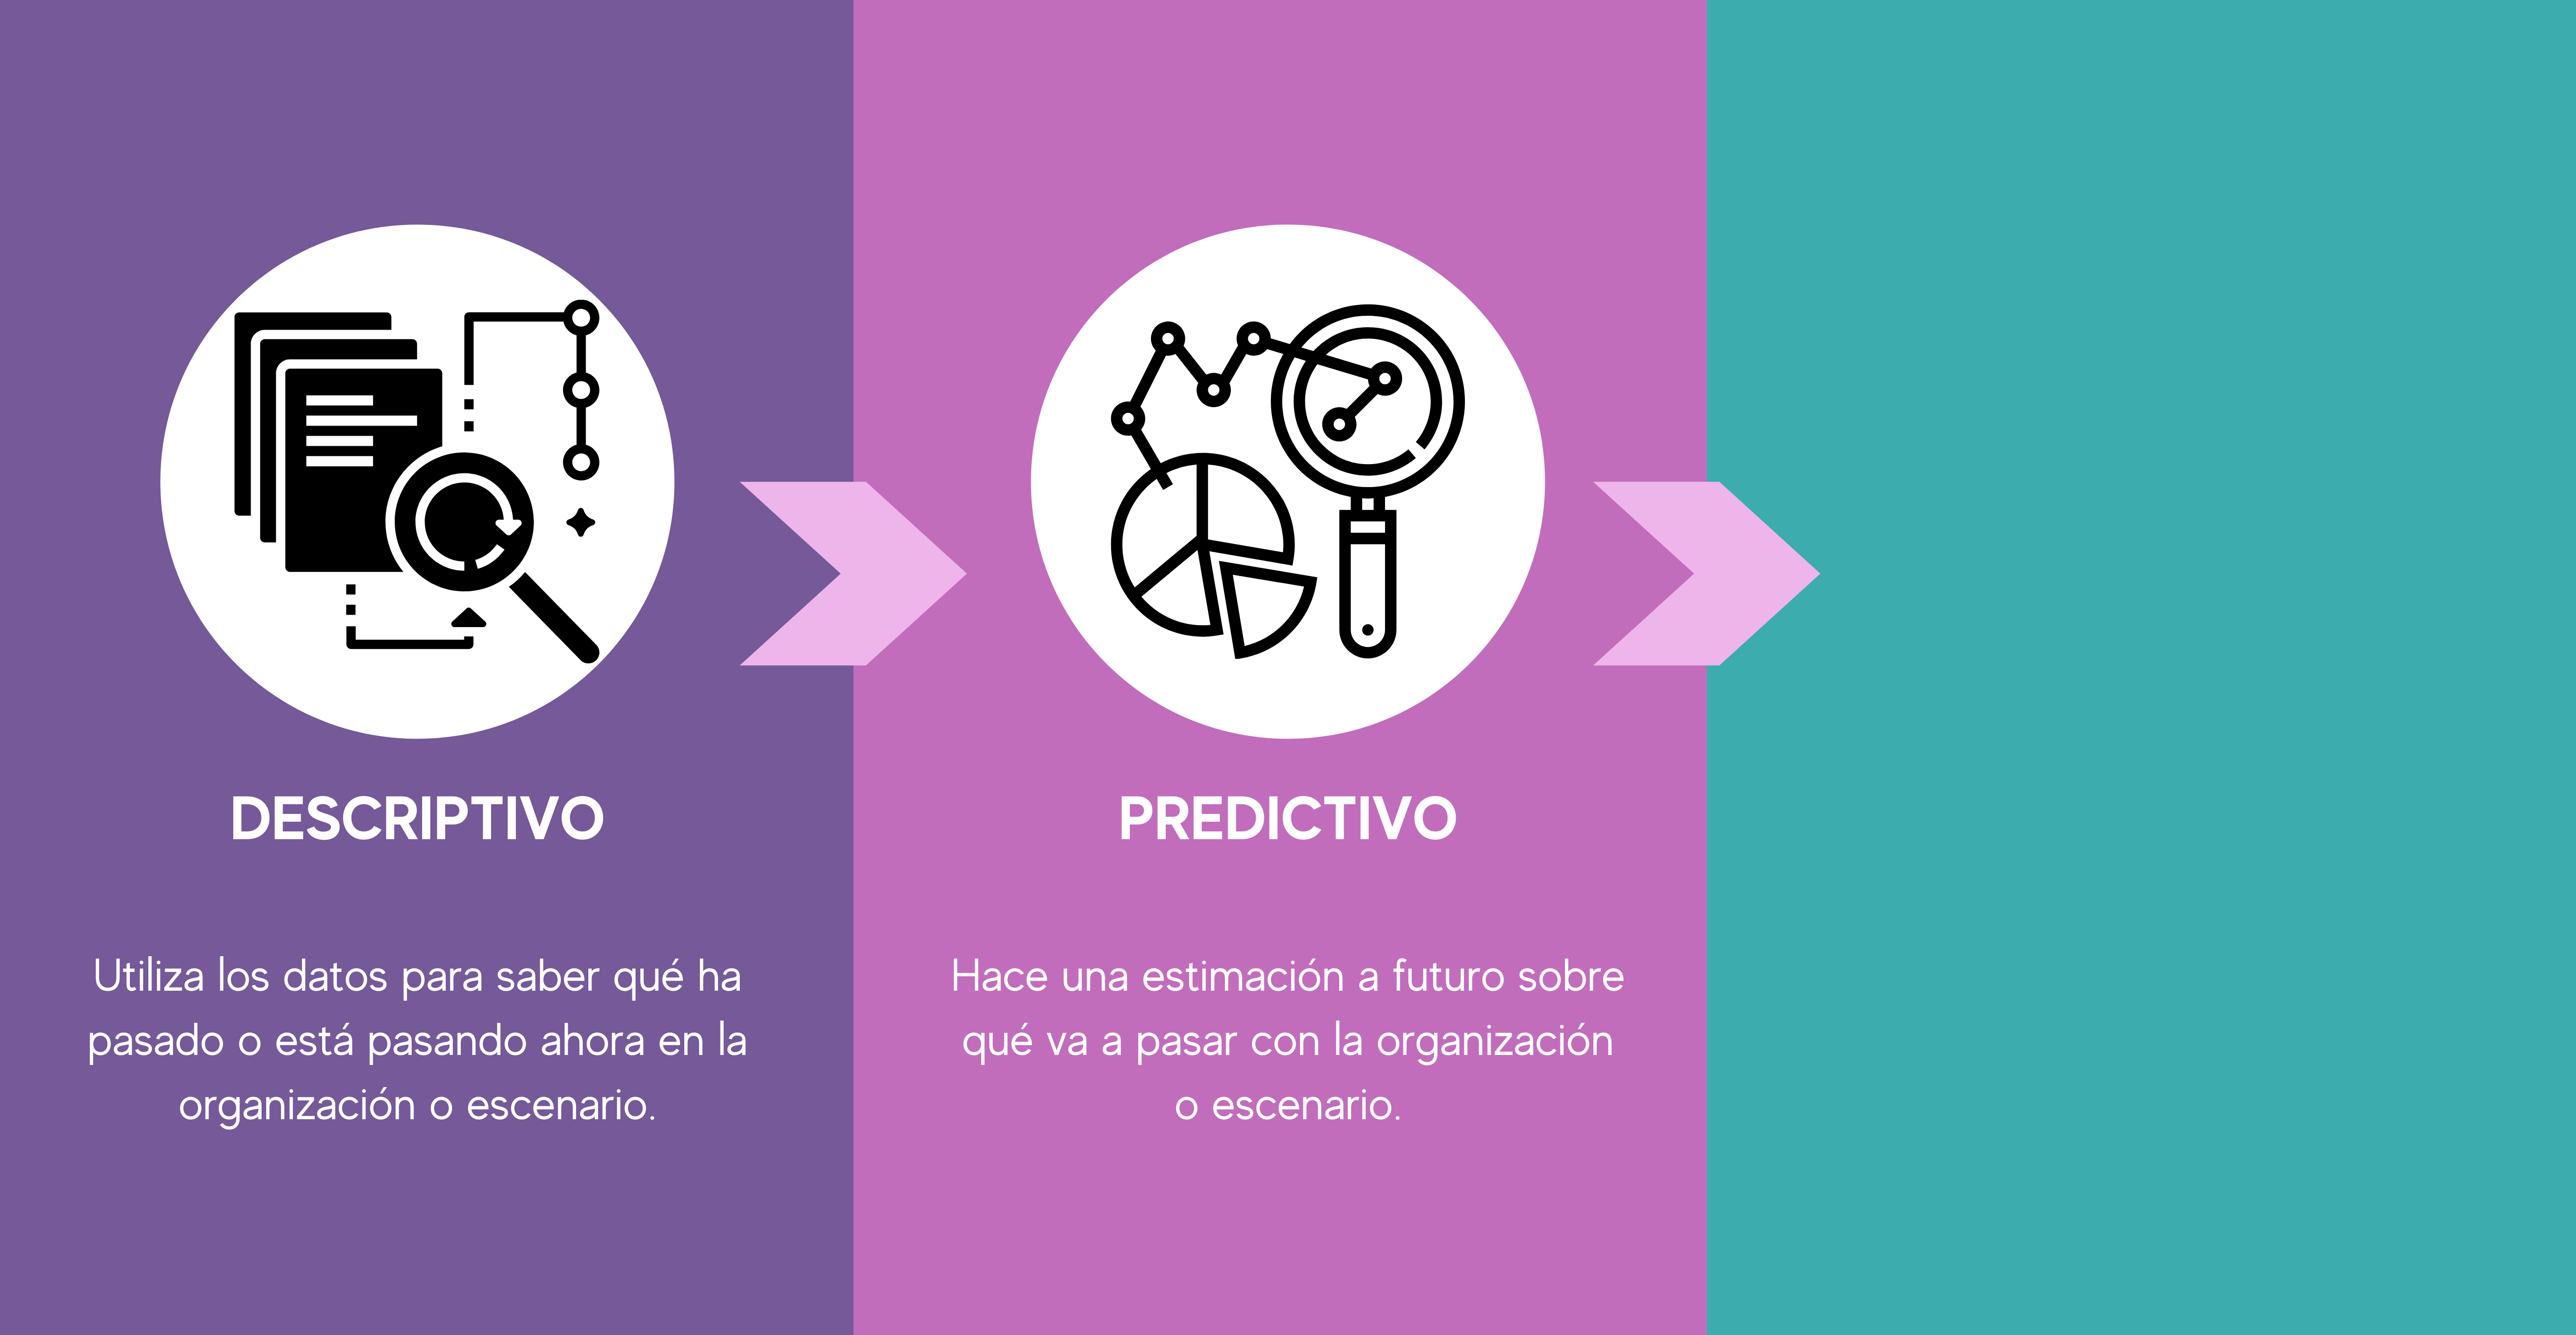 DESCRIPTIVO
Utiliza los datos para saber qué ha
pasado o está pasando ahora en la
organización o escenario.
PREDICTIVO
Hace una estimación a futuro sobre
qué va a pasar con la organización
o escenario.